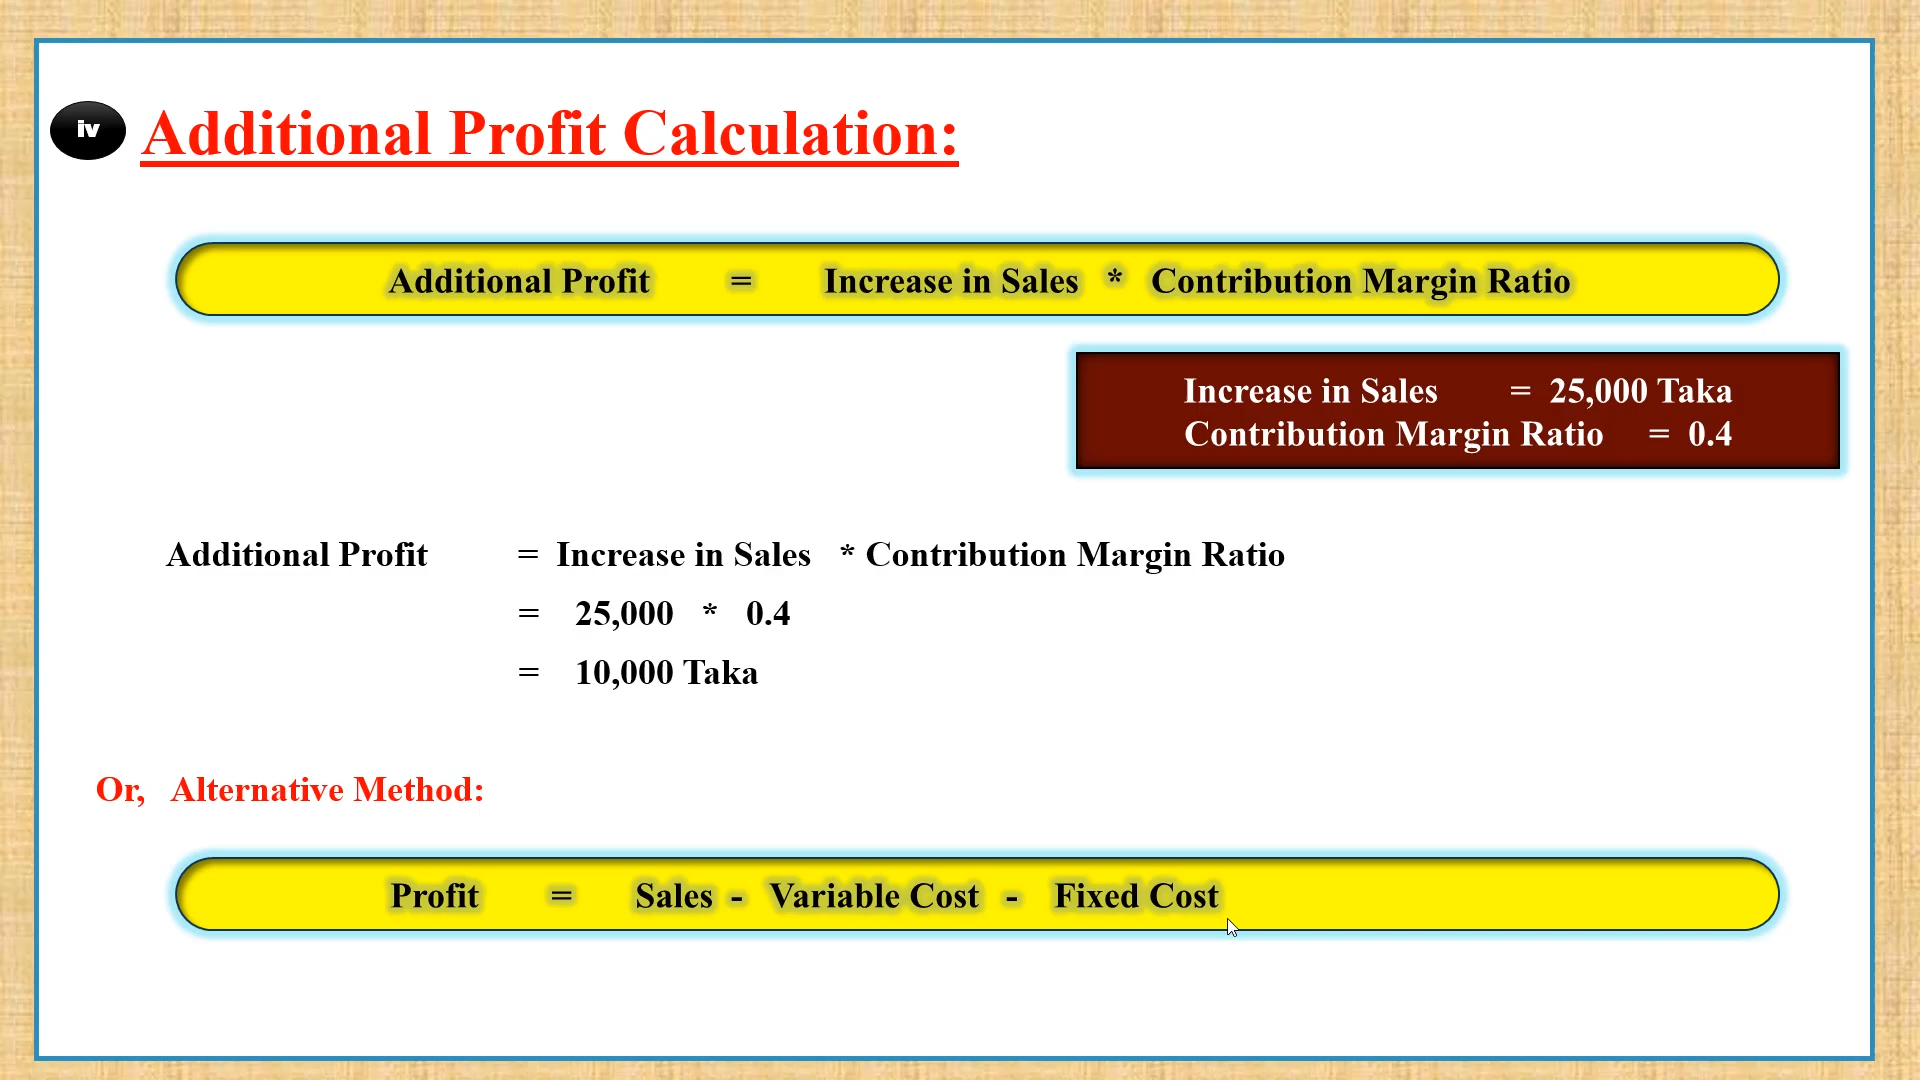 iv Additional Profit Calculation:
Additional Profit = Increase in Sales * Contribution Margin Ratio
Increase in Sales = 25,000 Taka
Contribution Margin Ratio = 0.4
Additional Profit = Increase in Sales * Contribution Margin Ratio
= 25,000 * 0.4
= 10,000 Taka
Or, Alternative Method:
Profit = Sales - Variable Cost - Fixed Cost